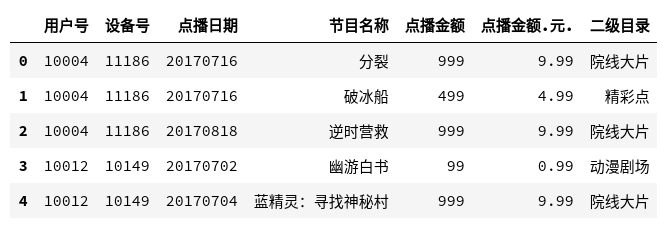 用户号 设备号 点播日期 节目名称 点播金额 点播金额.元. 二级目录
0 10004 11186 20170716 分裂 999 9.99 院线大片
1 10004 11186 20170716 破冰船 499 4.99 精彩点
2 10004 11186 20170818 逆时营救 999 9.99 院线大片
3 10012 10149 20170702 幽游白书 99 0.99 动漫剧场
4 10012 10149 20170704 蓝精灵：寻找神秘村 999 9.99 院线大片